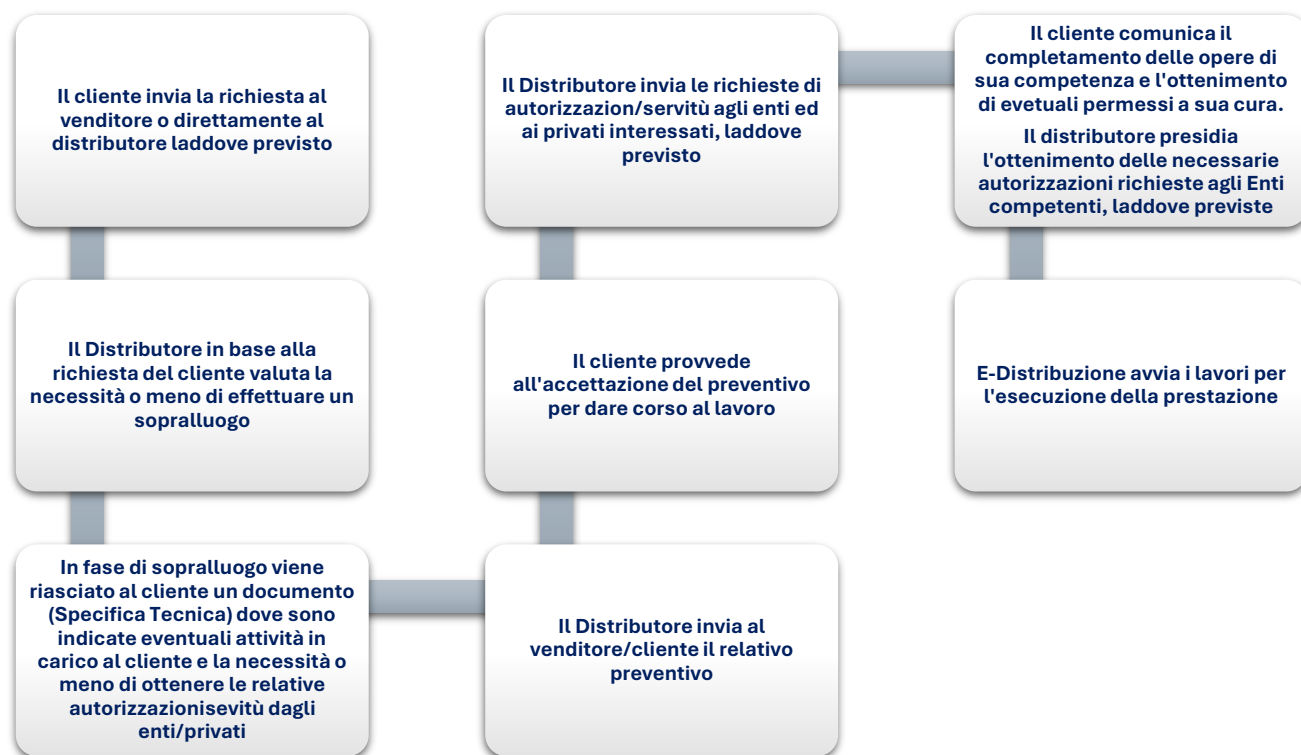 Il cliente invia la richiesta al
venditore o direttamente al
distributore laddove previsto
Il Distributore in base alla
richiesta del cliente valuta la
necessità o meno di effettuare un
sopralluogo
In fase di sopralluogo viene
riasciato al cliente un documento
(Specifica Tecnica) dove sono
indicate eventuali attività in
carico al cliente e la necessità o
meno di ottenere le relative
autorizzazionisevitù dagli
enti/privati
Il Distributore invia al
venditore/cliente il relativo
preventivo
Il cliente provvede
all'accettazione del preventivo
per dare corso al lavoro
Il Distributore invia le richieste di
autorizzazion/servitù agli enti ed
ai privati interessati, laddove
previsto
Il cliente comunica il
completamento delle opere di
sua competenza e l'ottenimento
di evetuali permessi a sua cura.
Il distributore presidia
l'ottenimento delle necessarie
autorizzazioni richieste agli Enti
competenti, laddove previste
E-Distribuzione avvia i lavori per
l'esecuzione della prestazione